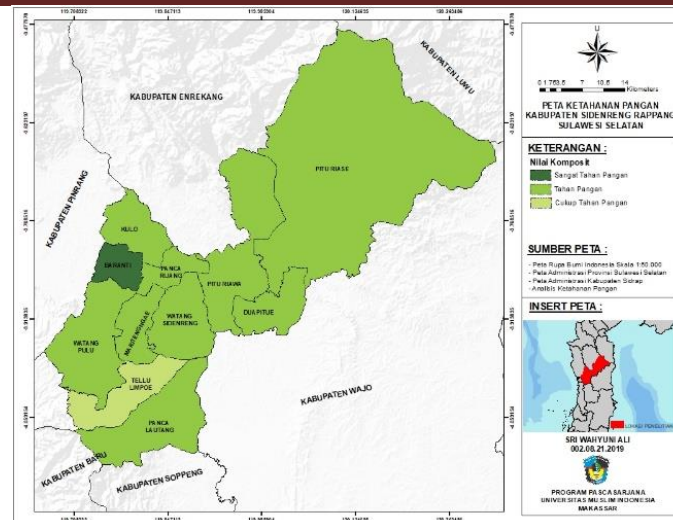 KABUPATEN LUWU
KABUPATEN ENREKANG
KABUPATEN PINRANG
PITU RIASE
KULO
BARANTI
PANCA
RIJANG
PITU RIAWA
DUAPITUE
WATANG
SIDENRENG
MARITENGNGAE
WATANG
PULU
TELLU
LIMPOE
PANCA
LAUTANG
KABUPATEN WAJO
KABUPATEN BARU
KABUPATEN SOPPENG
U
Kilometers
PETA KETAHANAN PANGAN
KABUPATEN SIDENRENG RAPPANG
SULAWESI SELATAN
KETERANGAN :
Nilai Komposit
Sangat Tahan Pangan
Tahan Pangan
Cukup Tahan Pangan
SUMBER PETA :
- Peta Rupa Bumi Indonesia Skala 1:50.000
- Peta Administrasi Provinsi Sulawesi Selatan
- Peta Administrasi Kabupaten Sidrap
- Analisis Ketahanan Pangan
INSERT PETA :
LOKASI PENELITIAN
SRI WAHYUNI ALI
002.08.21.2019
PROGRAM PASCASARJANA
UNIVERSITAS MUSLIM INDONESIA
MAKASSAR